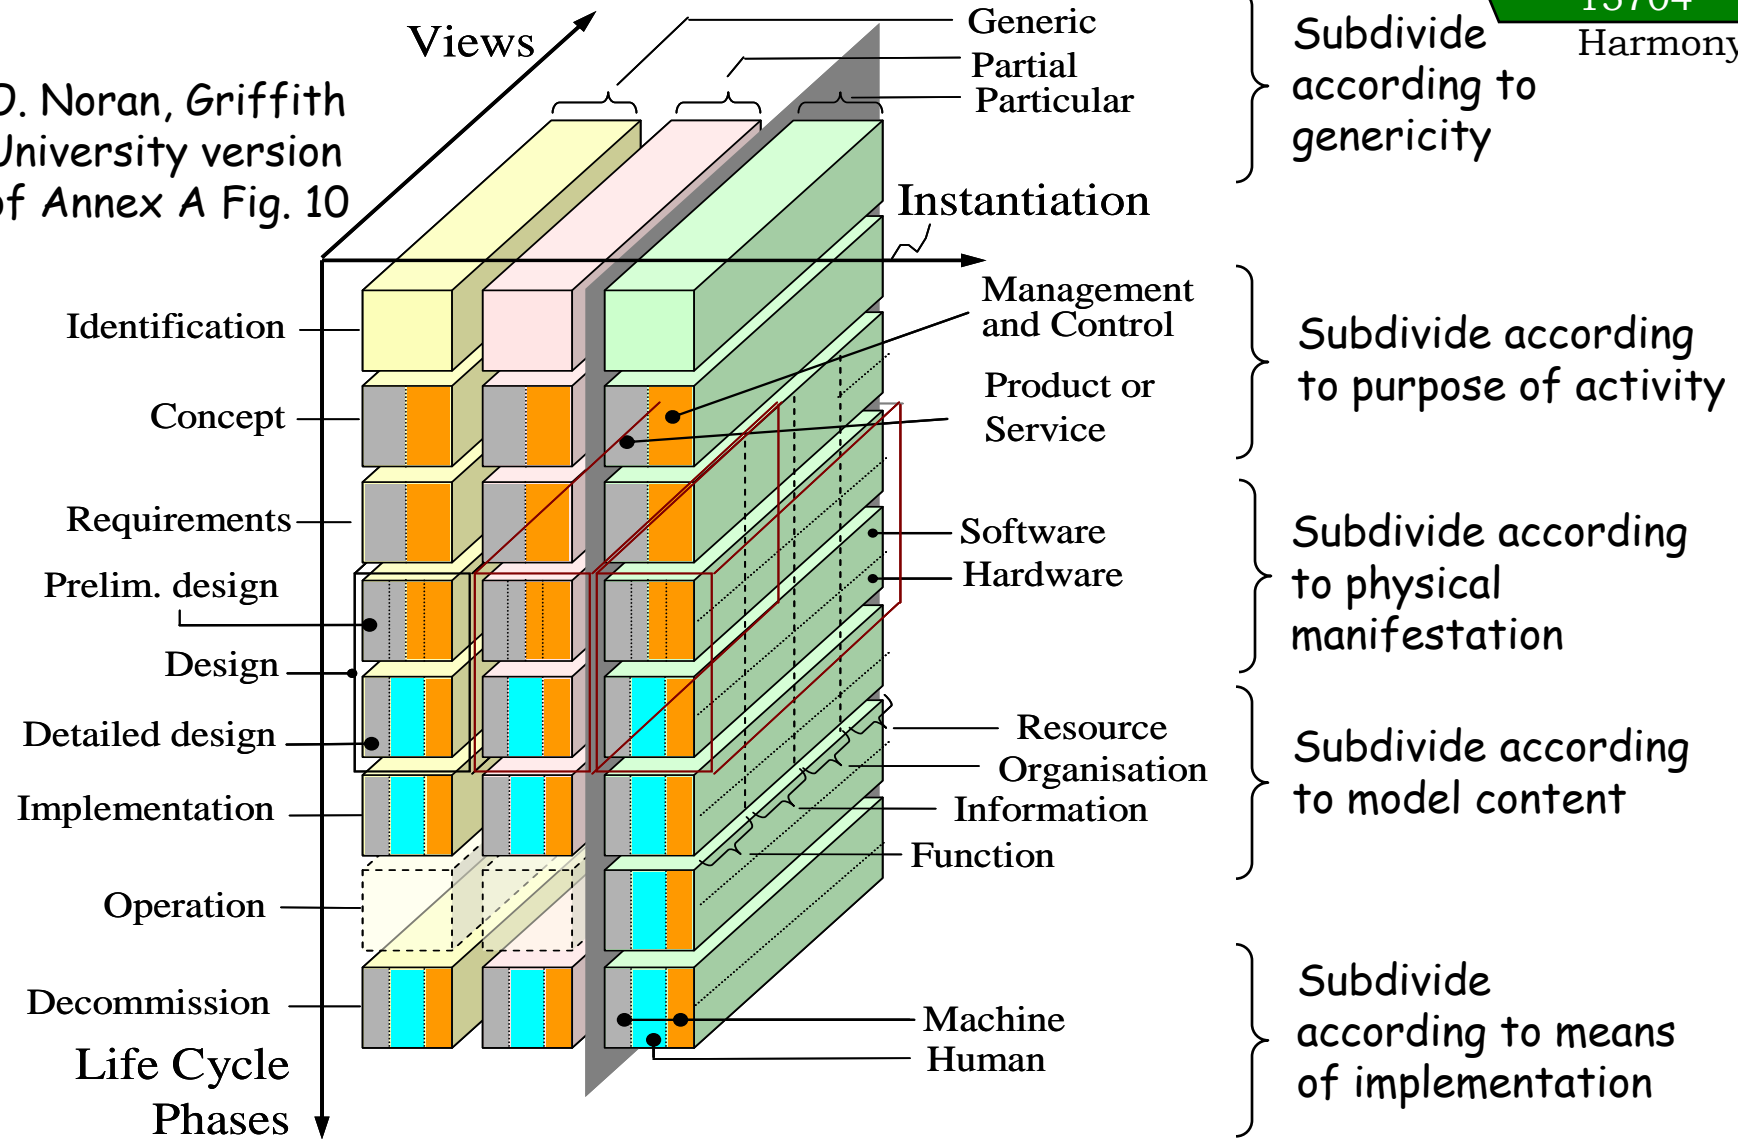 15704
Harmony
Views
D. Noran, Griffith
University version
of Annex A Fig. 10
Generic
Partial
Particular
Subdivide
according to
genericity
Instantiation
Identification
Concept
Requirements
Prelim. design
Design
Detailed design
Implementation
Operation
Decommission
Life Cycle
Phases
Management
and Control
Product or
Service
Subdivide according
to purpose of activity
Software
Hardware
Subdivide according
to physical
manifestation
Resource
Organisation
Information
Function
Subdivide according
to model content
Machine
Human
Subdivide
according to means
of implementation